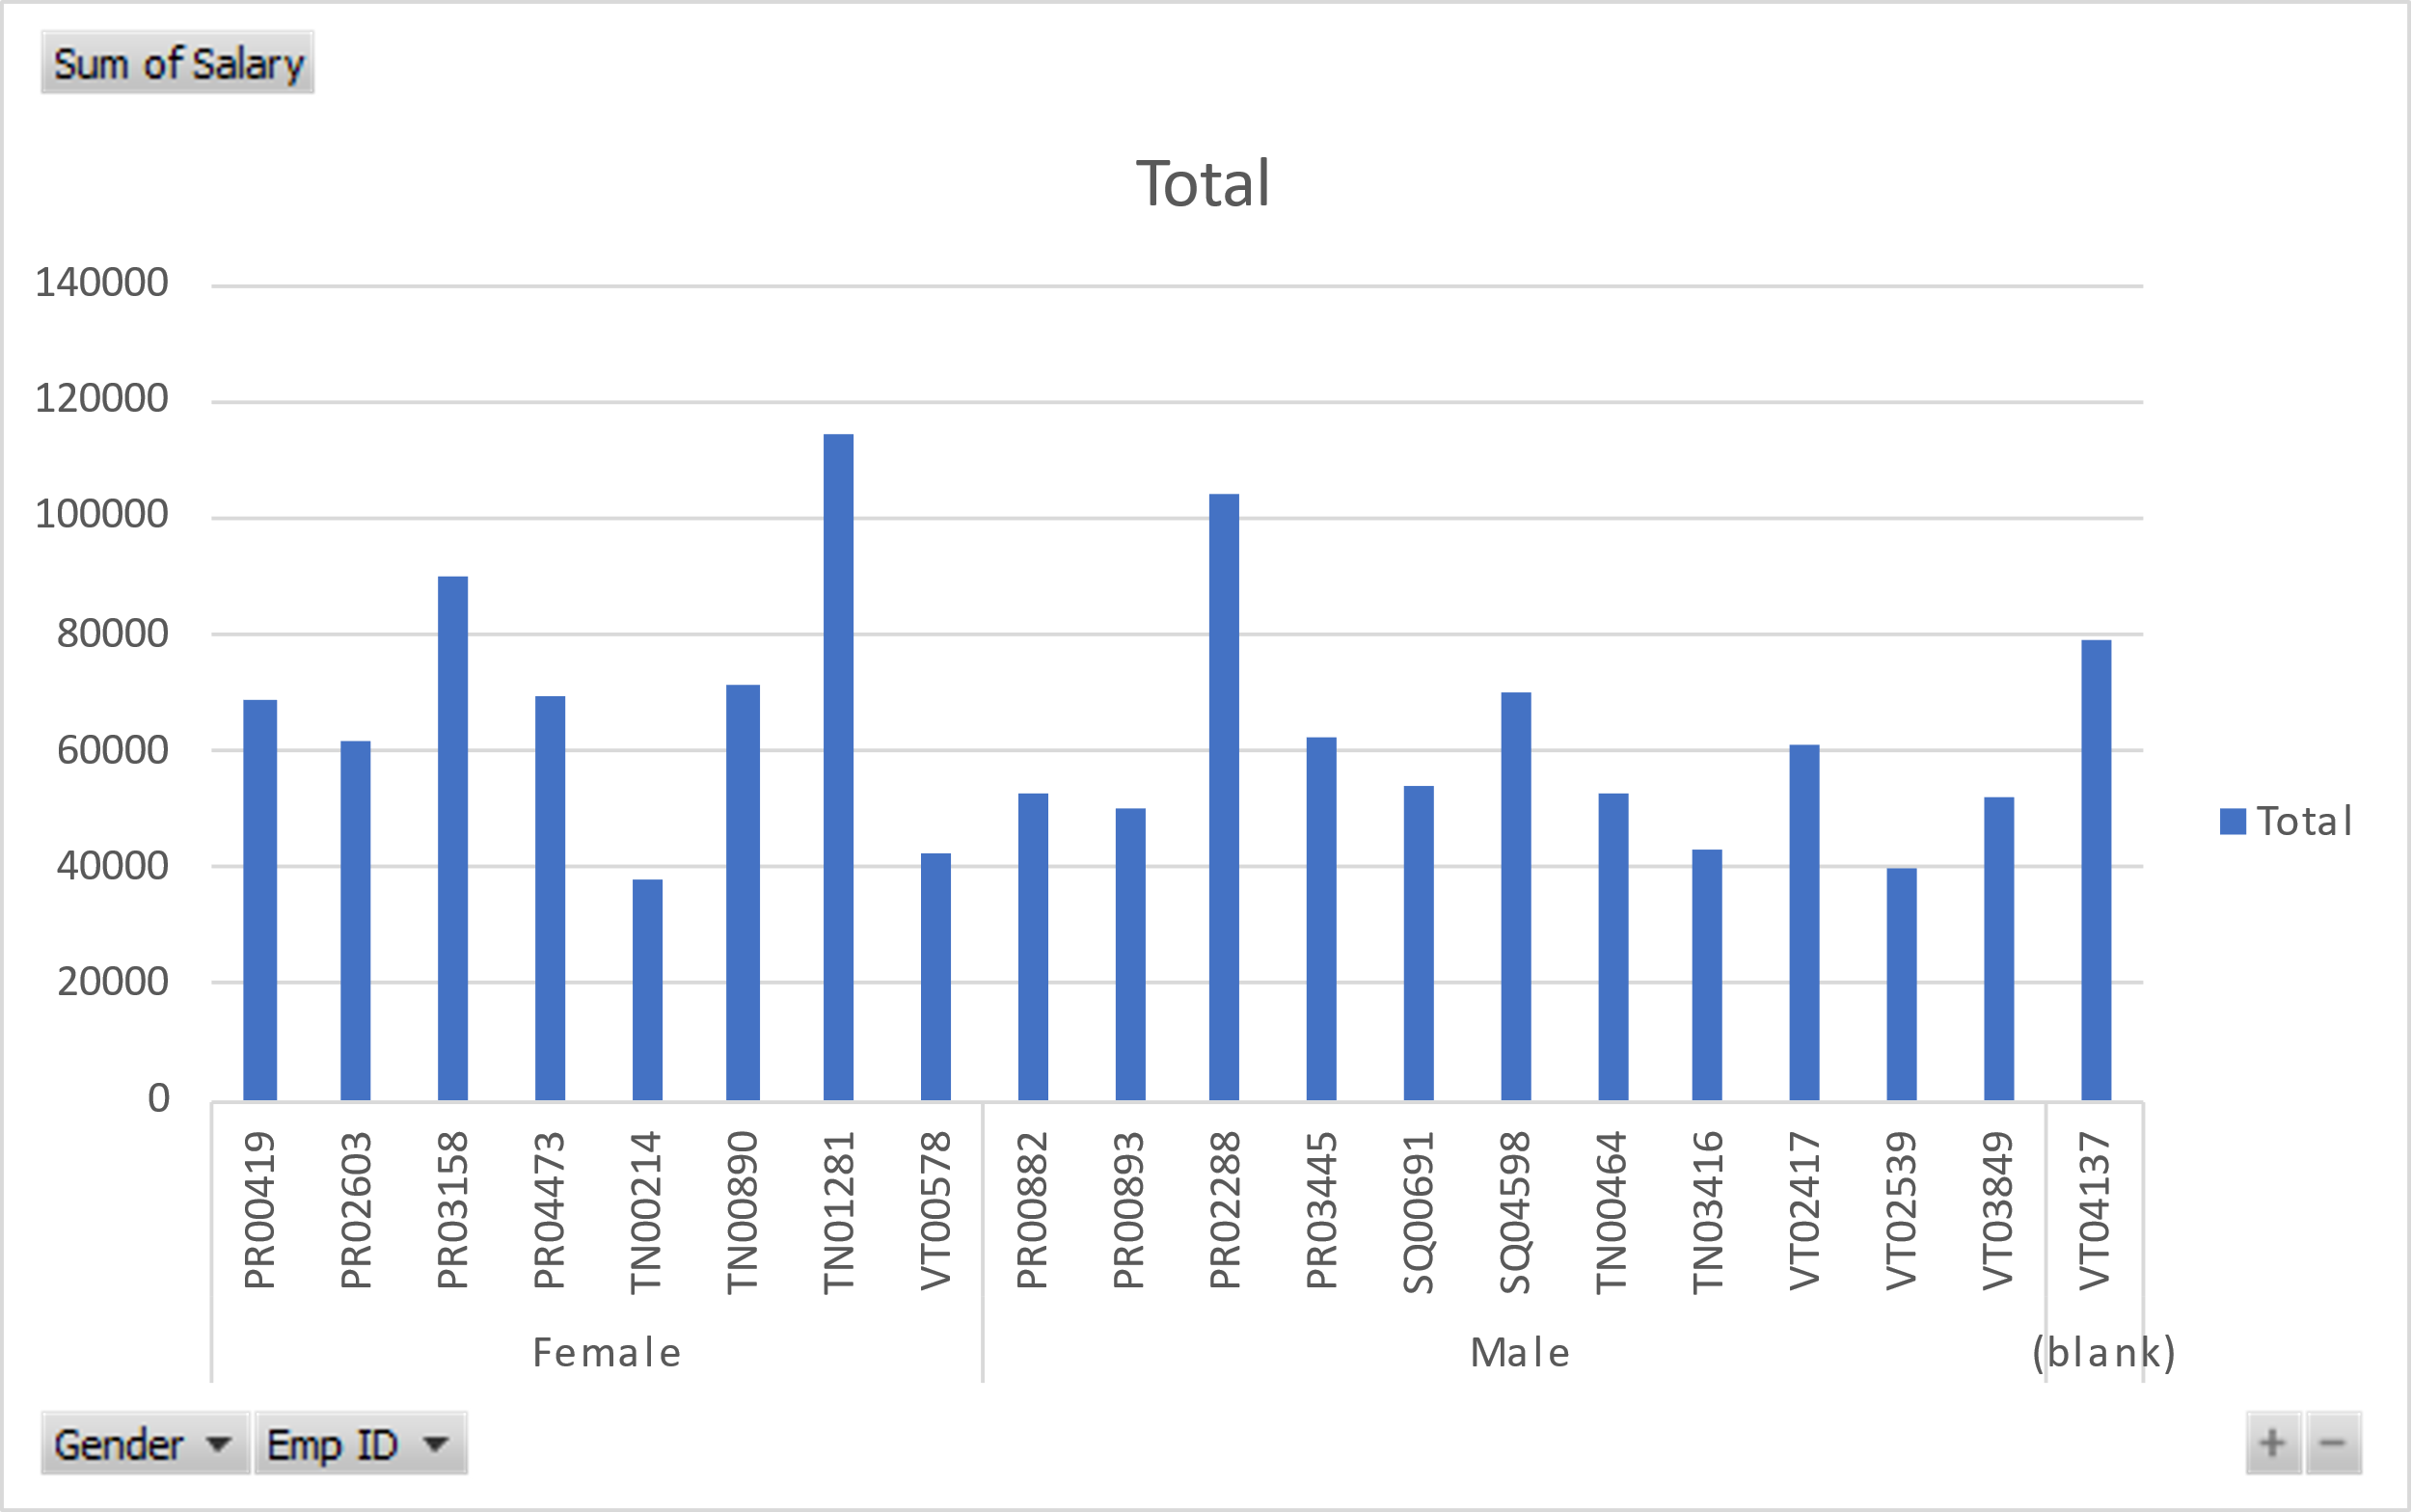 Sum of Salary
Total
140000
120000
100000
80000
60000
40000
20000
0
Total
PR00419
PR02603
PR03158
PR04473
TN00214
TN00890
TN01281
VT00578
PR00882
PR00893
PR02288
PR03445
SQ00691
SQ04598
TN00464
TN03416
VT02417
VT02539
VT03849
VT04137
Female
Male
(blank)
Gender
Emp ID
+ −